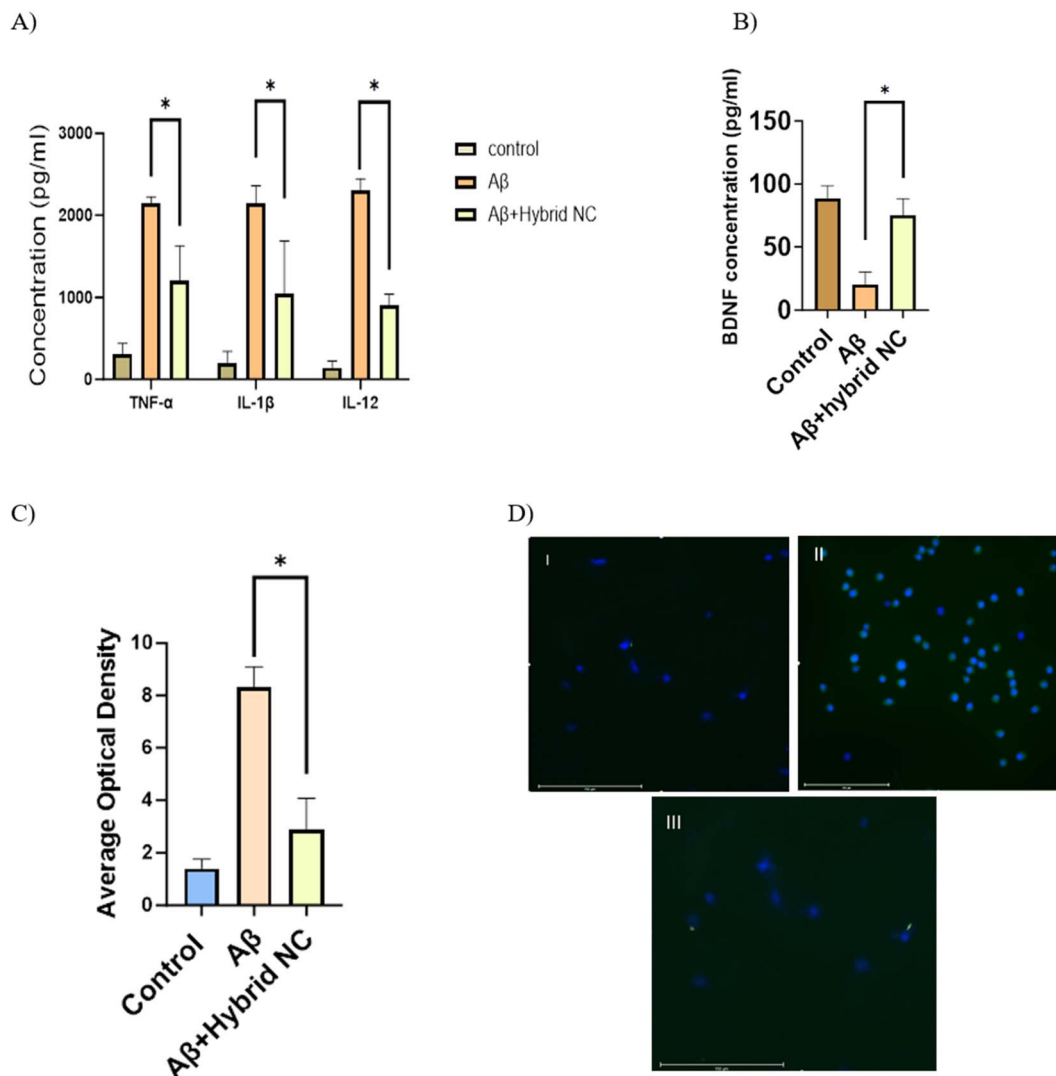 A)
Concentration (pg/ml)
3000
2000
1000
0
* * *
TNF-α IL-1β IL-12
control
Aβ
Aβ+Hybrid NC
B)
BDNF concentration (pg/ml)
150
100
50
0
*
Control
Aβ
Aβ+hybrid NC
C)
Average Optical Density
10
8
6
4
2
0
*
Control
Aβ
Aβ+Hybrid NC
D)
I
II
III